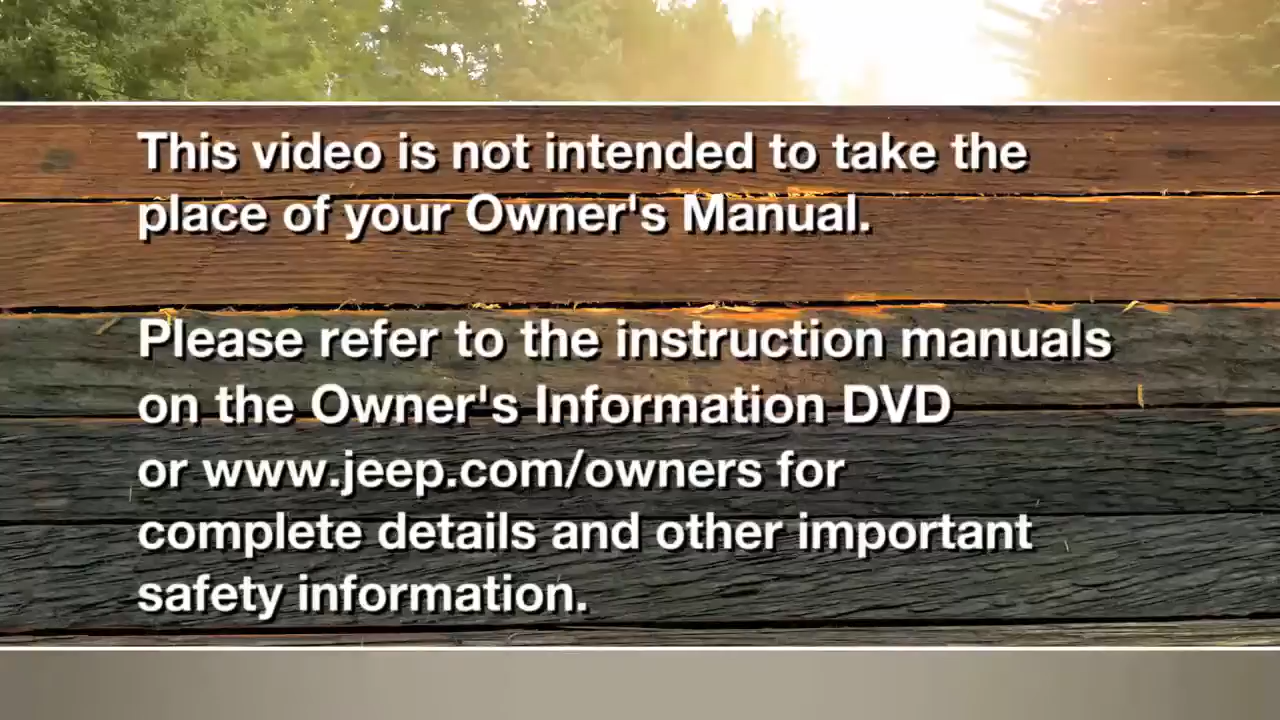 This video is not intended to take the
place of your Owner's Manual.
Please refer to the instruction manuals
on the Owner's Information DVD
or www.jeep.com/owners for
complete details and other important
safety information.